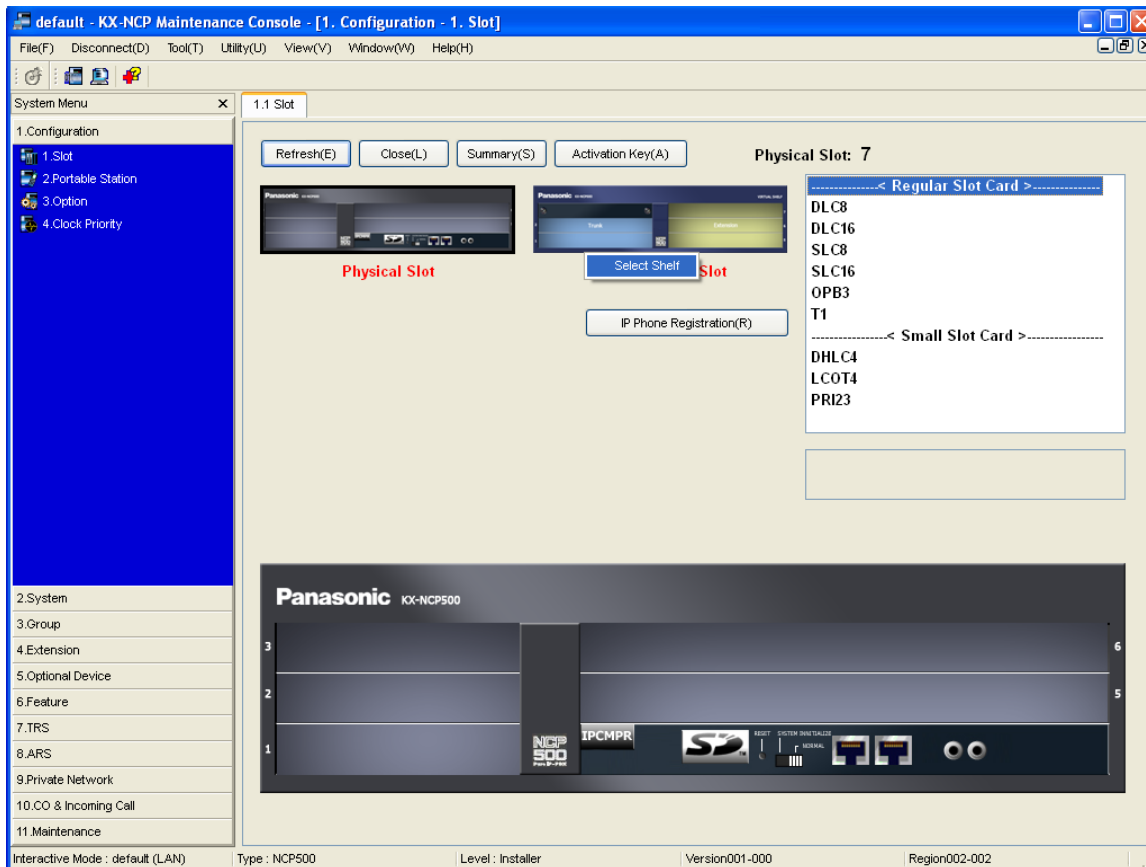 default - KX-NCP Maintenance Console - [1. Configuration - 1. Slot]
File(F) Disconnect(D) Tool(T) Utility(U) View(V) Window(W) Help(H)
System Menu
1.Configuration
1.Slot
2.Portable Station
3.Option
4.Clock Priority
2.System
3.Group
4.Extension
5.Optional Device
6.Feature
7.TRS
8.ARS
9.Private Network
10.CO & Incoming Call
11.Maintenance
1.1 Slot
Refresh(E) Close(L) Summary(S) Activation Key(A) Physical Slot: 7
Panasonic
Panasonic
Trunk Extension
Physical Slot
Select Shelf Slot
IP Phone Registration(R)
---------------< Regular Slot Card >---------------
DLC8
DLC16
SLC8
SLC16
OPB3
T1
-----------------< Small Slot Card >-----------------
DHLC4
LCOT4
PRI23
Panasonic KX-NCP500
3 6
2 5
1
NCP 500
IPCMPR
SD
RESET SYSTEM INITIALIZE
NORMAL
Interactive Mode : default (LAN) Type : NCP500 Level : Installer Version001-000 Region002-002